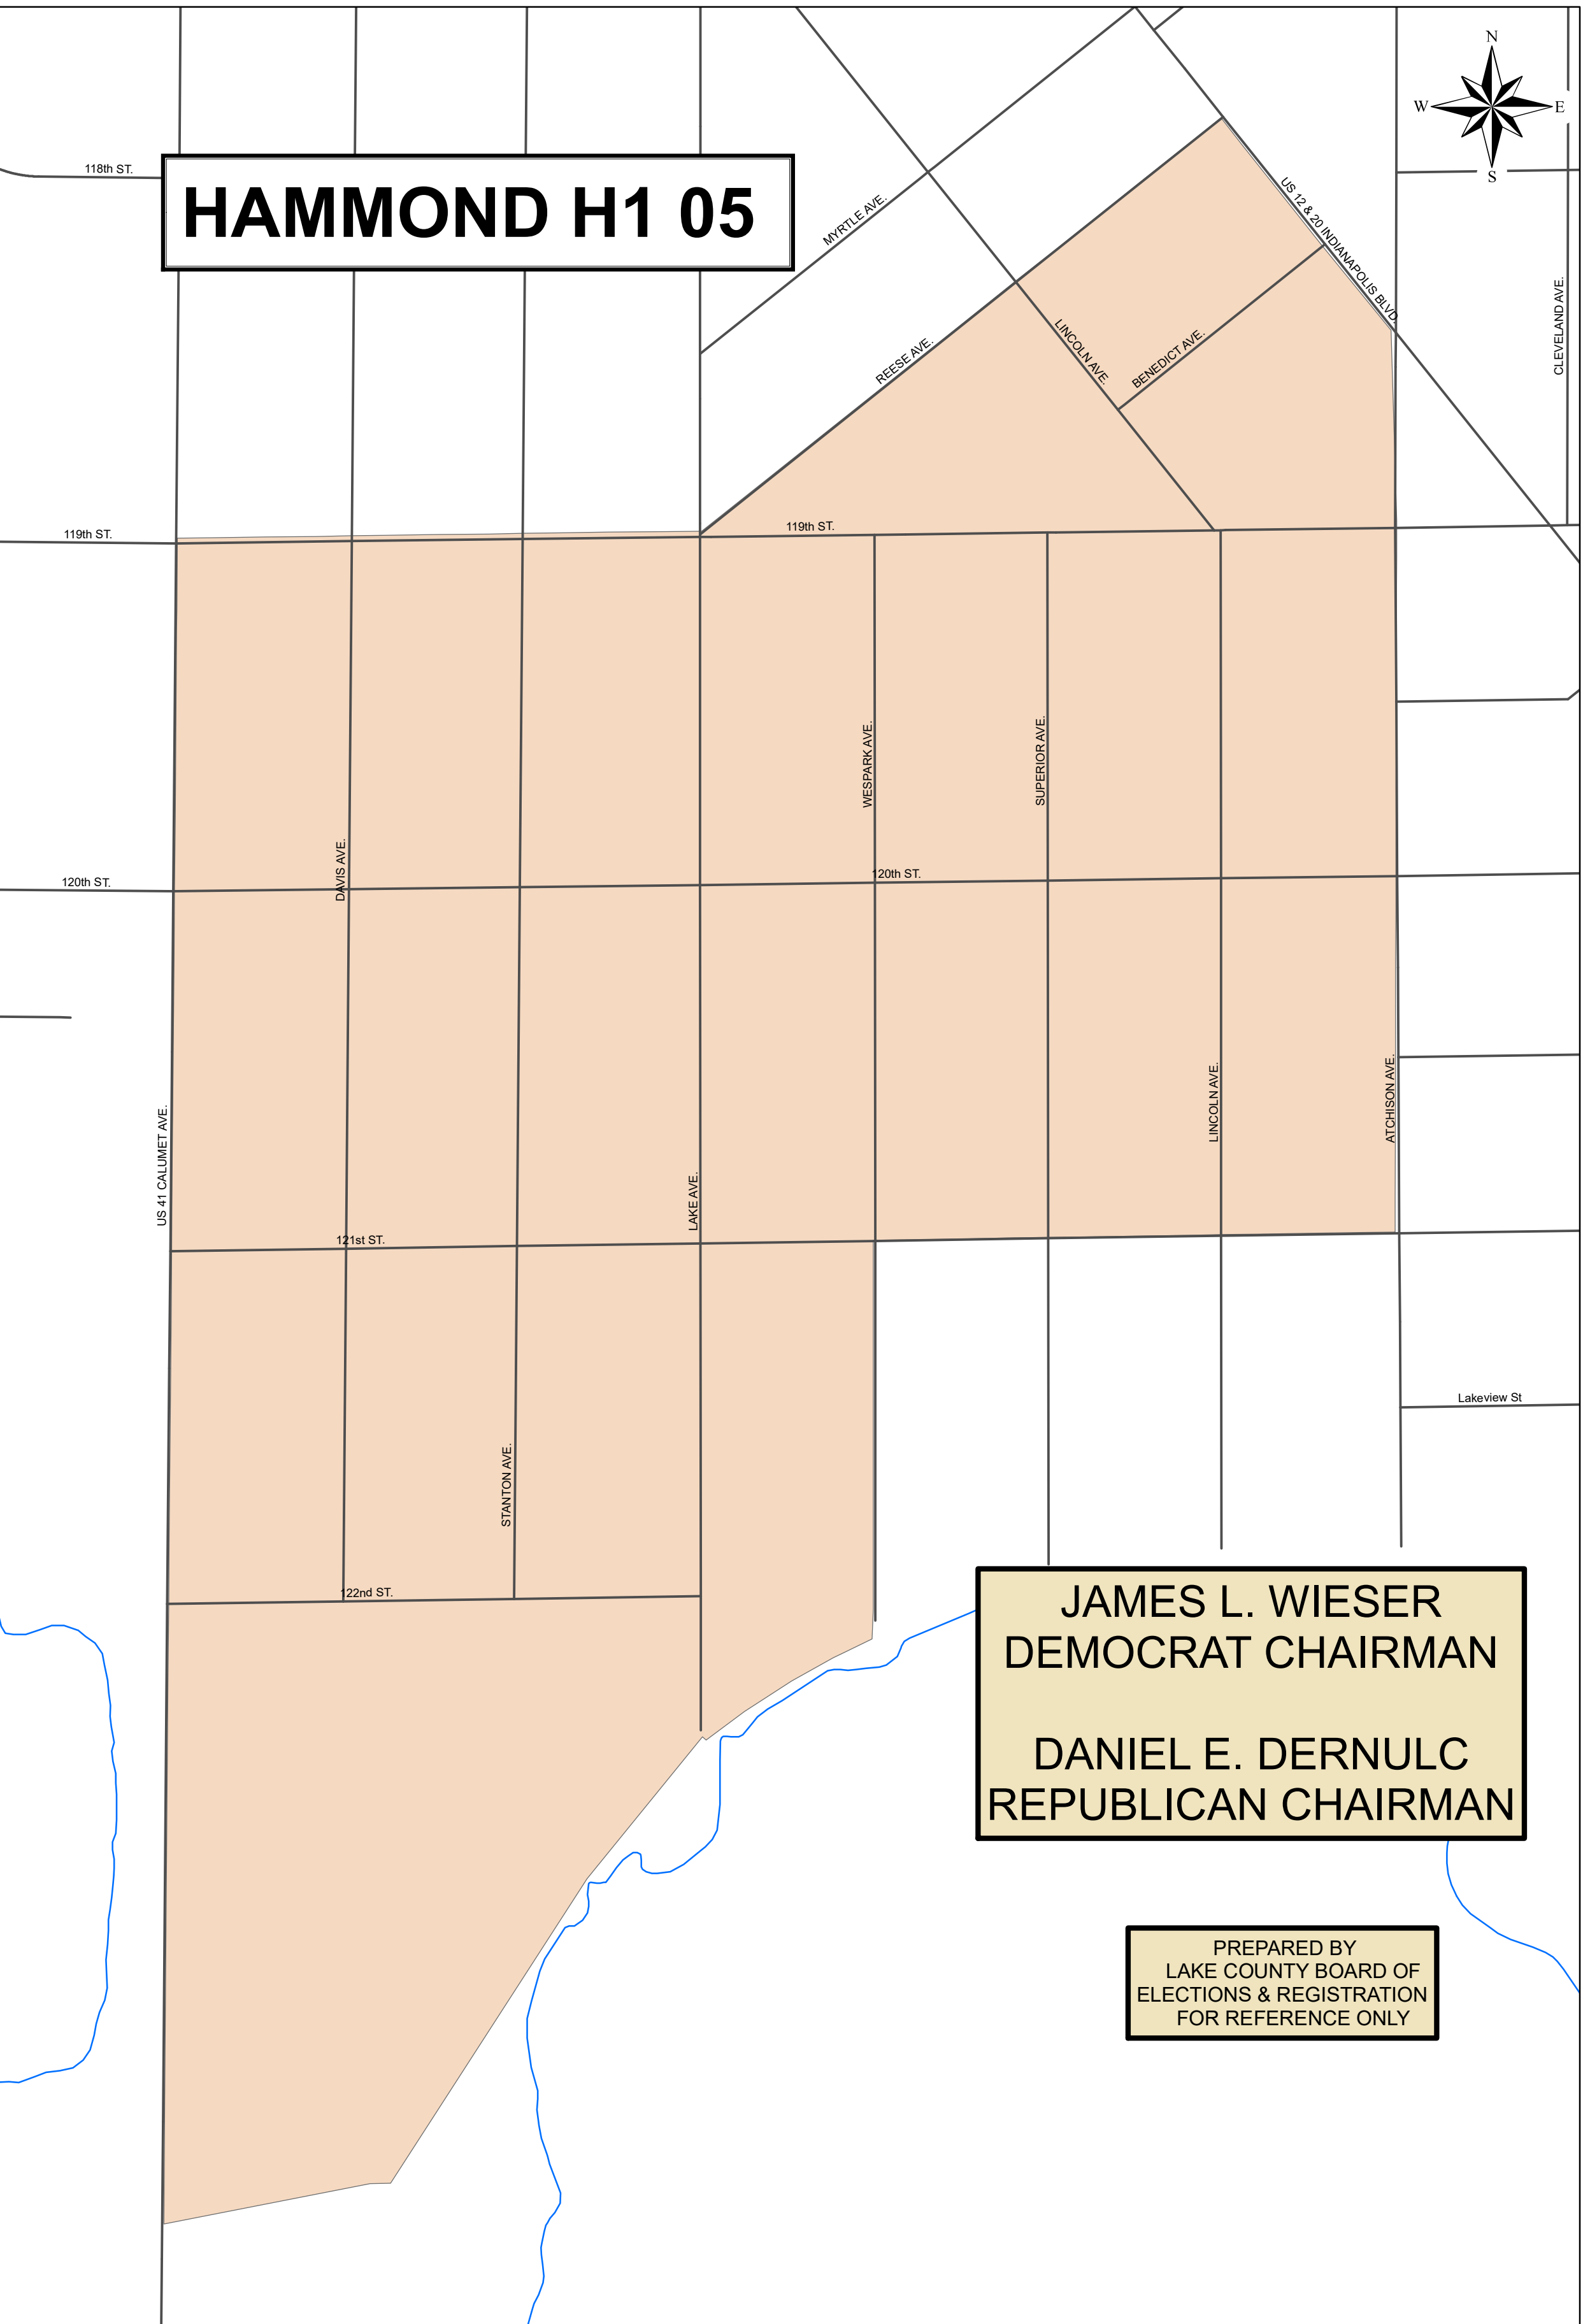 N
W
E
S
118th ST.
HAMMOND H1 05
MYRTLE AVE.
US 12 & 20 INDIANAPOLIS BLVD.
CLEVELAND AVE.
REESE AVE.
LINCOLN AVE.
BENEDICT AVE.
119th ST.
119th ST.
WESPARK AVE.
SUPERIOR AVE.
DAVIS AVE.
120th ST.
120th ST.
US 41 CALUMET AVE.
LAKE AVE.
LINCOLN AVE.
ATCHISON AVE.
121st ST.
Lakeview St
STANTON AVE.
122nd ST.
JAMES L. WIESER
DEMOCRAT CHAIRMAN
DANIEL E. DERNULC
REPUBLICAN CHAIRMAN
PREPARED BY
LAKE COUNTY BOARD OF
ELECTIONS & REGISTRATION
FOR REFERENCE ONLY